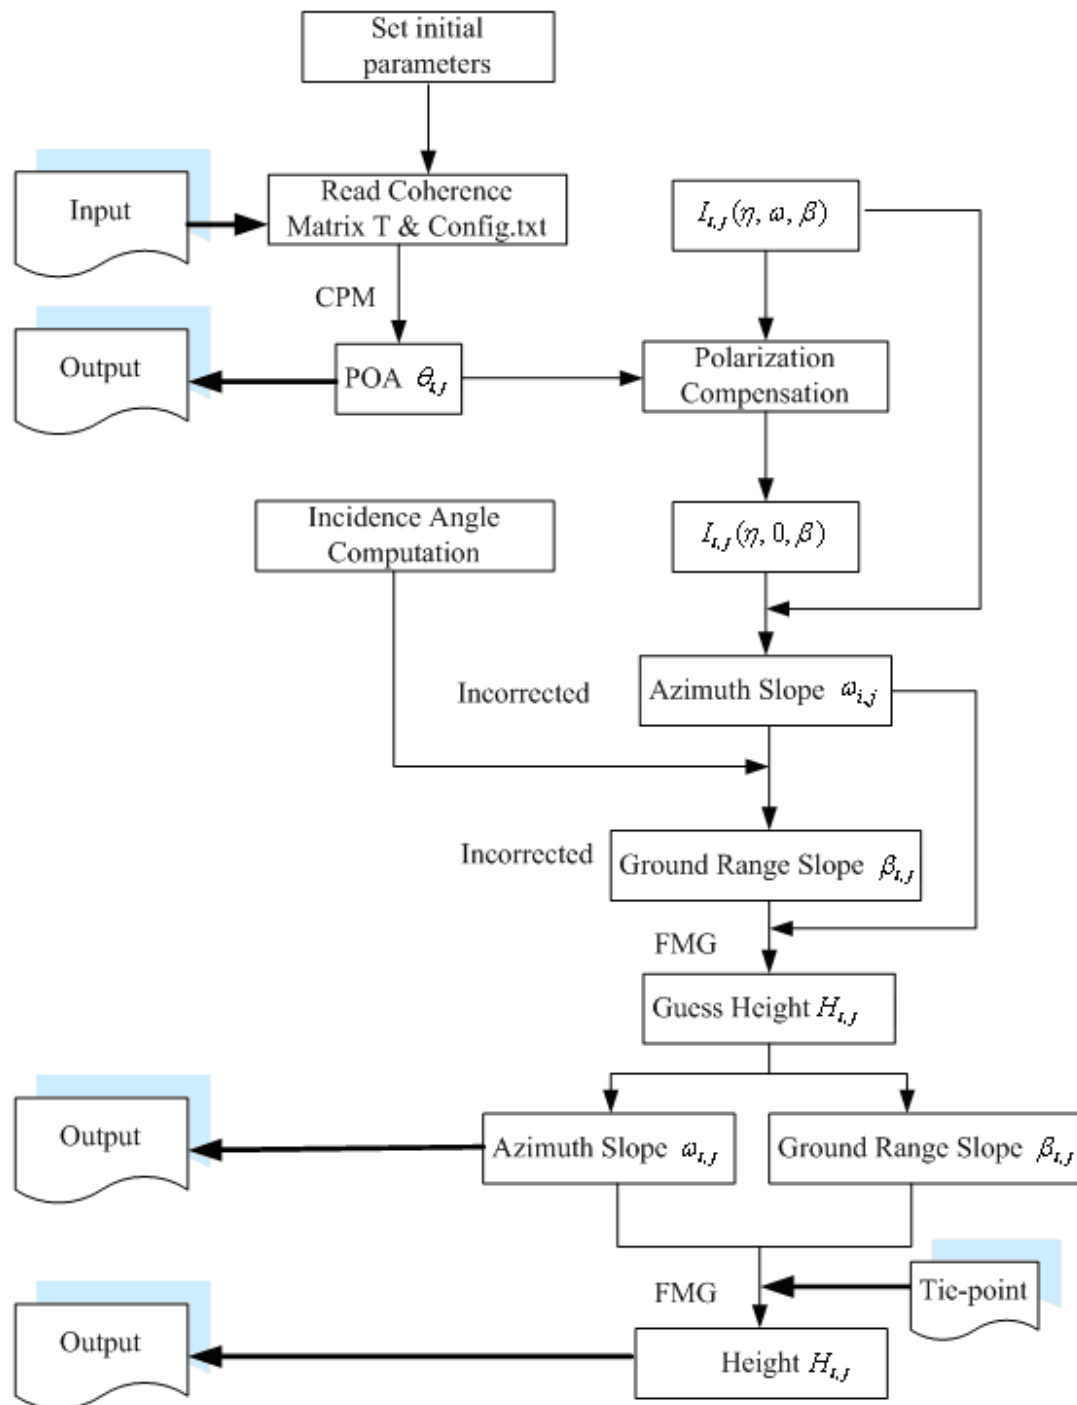 Set initial
parameters
Input
Read Coherence
Matrix T & Config.txt
I_{i,j}(η, ω, β)
CPM
Output
POA θ_{i,j}
Polarization
Compensation
Incidence Angle
Computation
I_{i,j}(η, 0, β)
Incorrected
Azimuth Slope ω_{i,j}
Incorrected
Ground Range Slope β_{i,j}
FMG
Guess Height H_{i,j}
Output
Azimuth Slope ω_{i,j}
Ground Range Slope β_{i,j}
FMG
Tie-point
Output
Height H_{i,j}